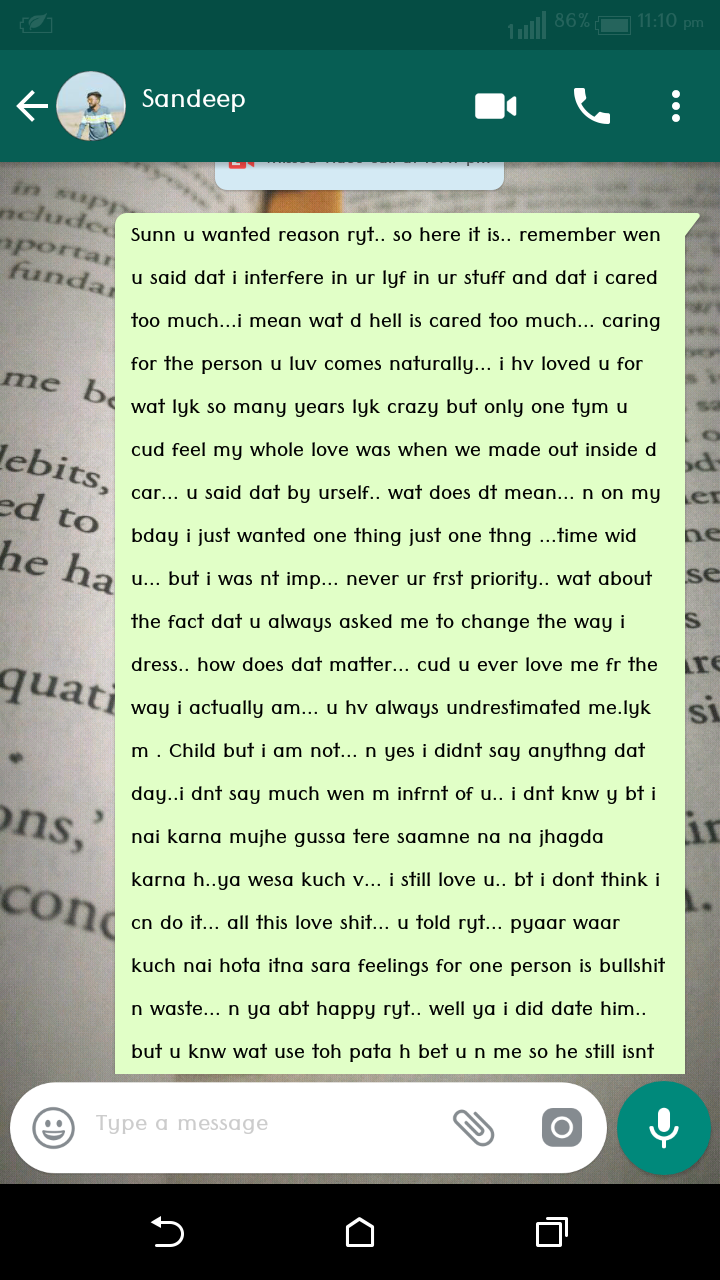 86% 11:10 pm
Sandeep
Sunn u wanted reason ryt.. so here it is.. remember wen
u said dat i interfere in ur lyf in ur stuff and dat i cared
too much...i mean wat d hell is cared too much... caring
for the person u luv comes naturally... i hv loved u for
wat lyk so many years lyk crazy but only one tym u
cud feel my whole love was when we made out inside d
car... u said dat by urself.. wat does dt mean... n on my
bday i just wanted one thing just one thng ...time wid
u... but i was nt imp... never ur frst priority.. wat about
the fact dat u always asked me to change the way i
dress.. how does dat matter... cud u ever love me fr the
way i actually am... u hv always undrestimated me.lyk
m . Child but i am not... n yes i didnt say anythng dat
day..i dnt say much wen m infrnt of u.. i dnt knw y bt i
nai karna mujhe gussa tere saamne na na jhagda
karna h..ya wesa kuch v... i still love u.. bt i dont think i
cn do it... all this love shit... u told ryt... pyaar waar
kuch nai hota itna sara feelings for one person is bullshit
n waste... n ya abt happy ryt.. well ya i did date him..
but u knw wat use toh pata h bet u n me so he still isnt
Type a message